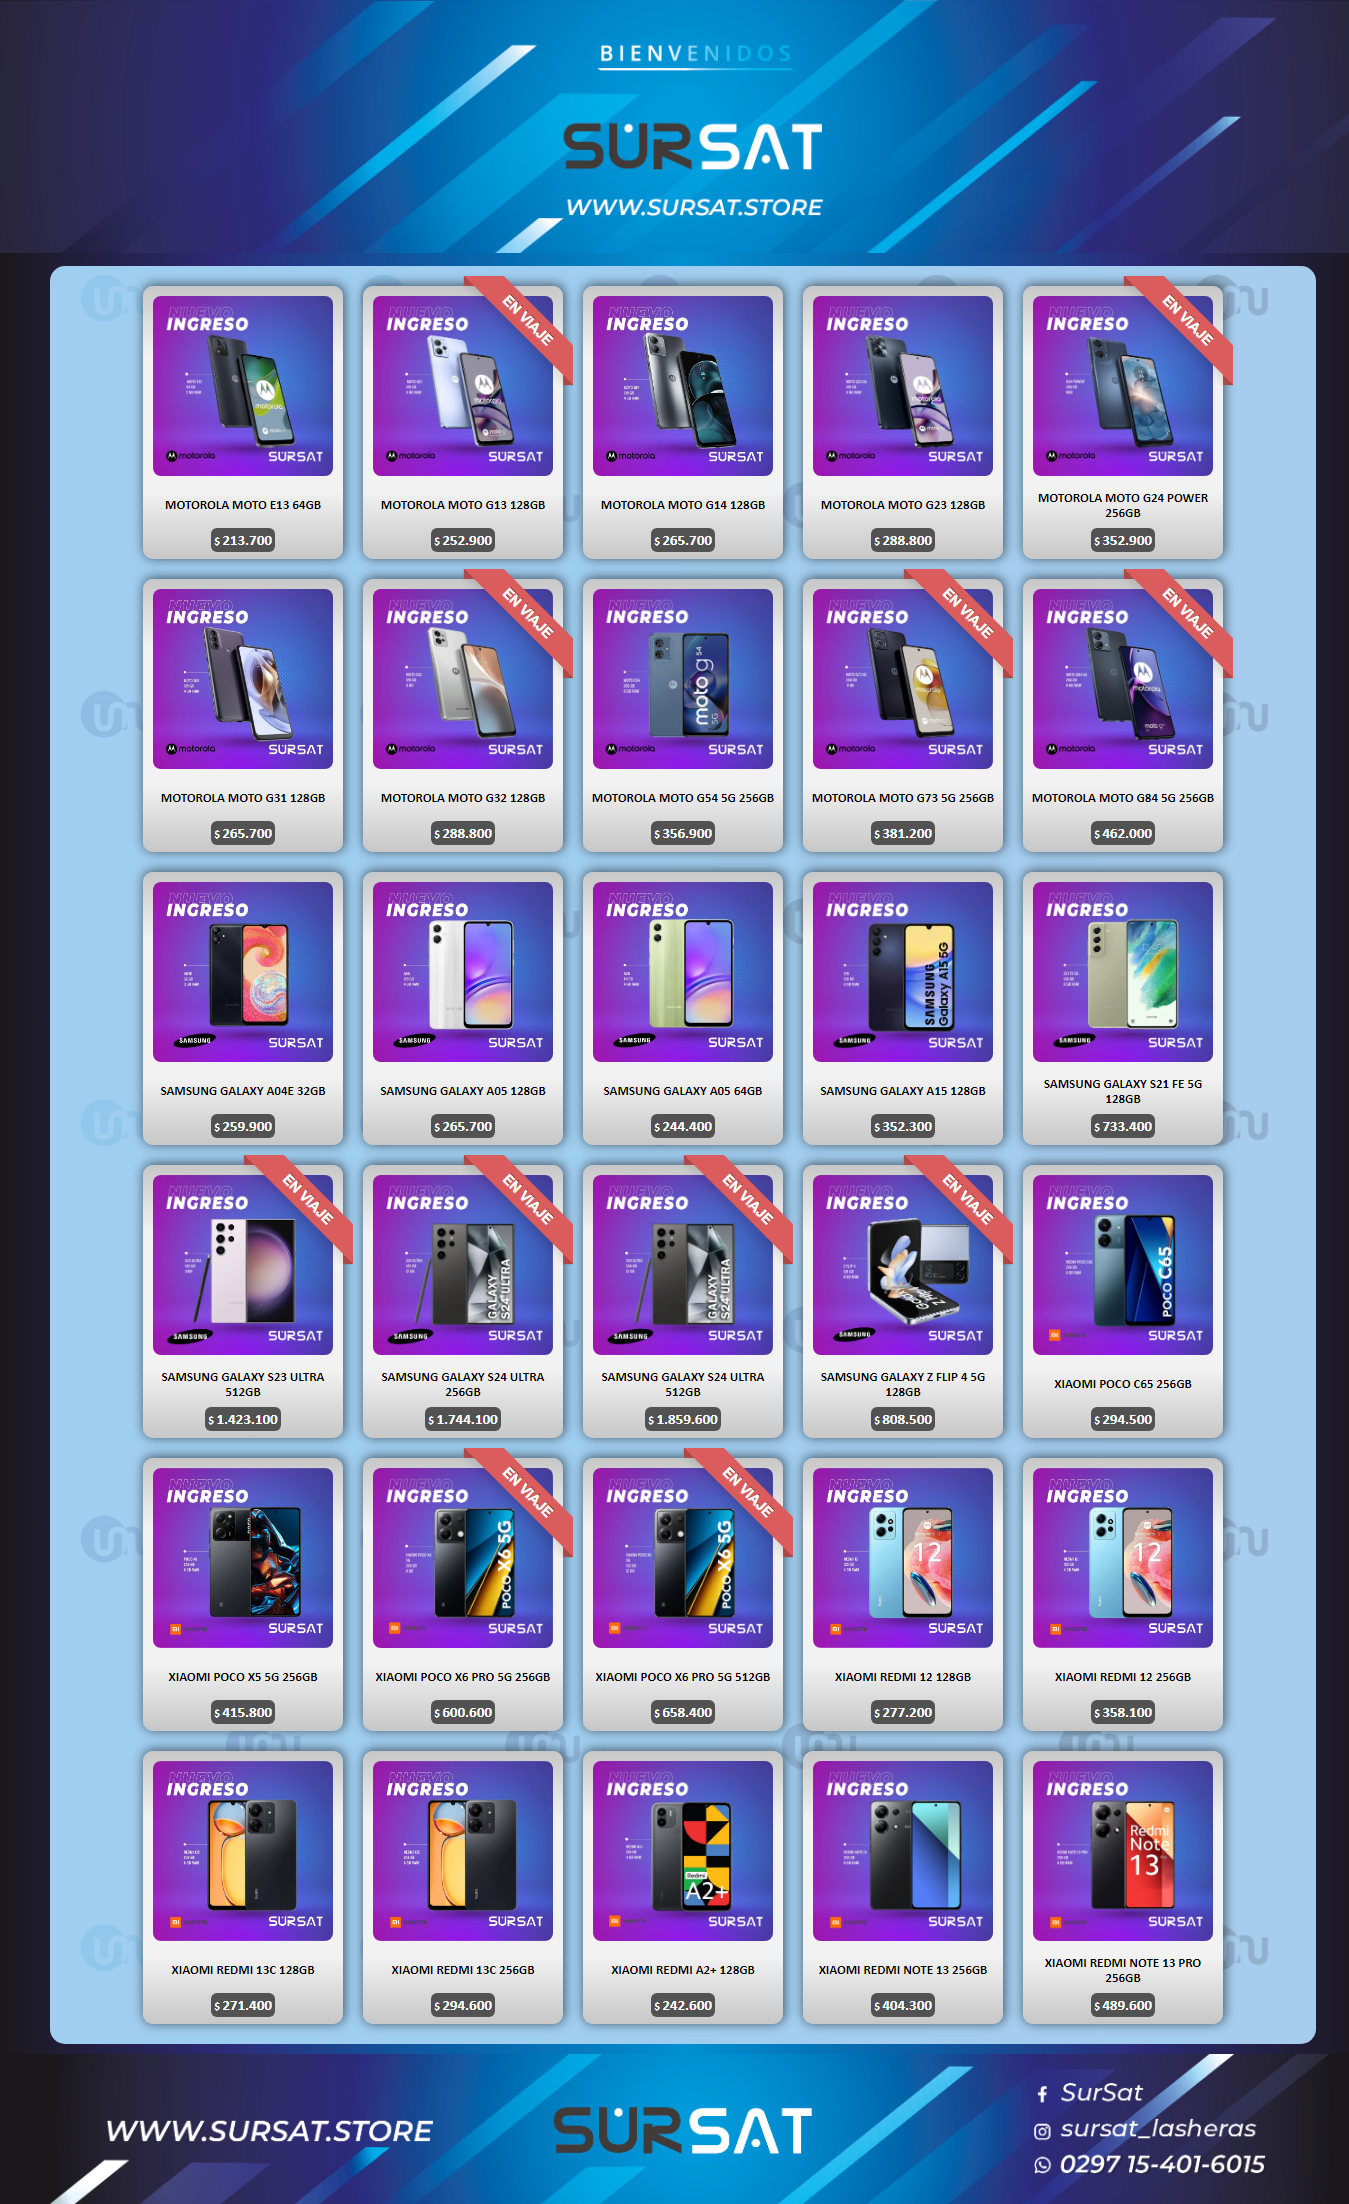 BIENVENIDOS
SURSAT
WWW.SURSAT.STORE
NUEVO
INGRESO
motorola
SURSAT
MOTOROLA MOTO E13 64GB
$ 213.700
NUEVO
INGRESO
EN VIAJE
motorola
SURSAT
MOTOROLA MOTO G13 128GB
$ 252.900
NUEVO
INGRESO
motorola
SURSAT
MOTOROLA MOTO G14 128GB
$ 265.700
NUEVO
INGRESO
motorola
SURSAT
MOTOROLA MOTO G23 128GB
$ 288.800
NUEVO
INGRESO
EN VIAJE
motorola
SURSAT
MOTOROLA MOTO G24 POWER
256GB
$ 352.900
NUEVO
INGRESO
motorola
SURSAT
MOTOROLA MOTO G31 128GB
$ 265.700
NUEVO
INGRESO
EN VIAJE
motorola
SURSAT
MOTOROLA MOTO G32 128GB
$ 288.800
NUEVO
INGRESO
moto g 54
5G
motorola
SURSAT
MOTOROLA MOTO G54 5G 256GB
$ 356.900
NUEVO
INGRESO
EN VIAJE
motorola
SURSAT
MOTOROLA MOTO G73 5G 256GB
$ 381.200
NUEVO
INGRESO
EN VIAJE
motorola
SURSAT
MOTOROLA MOTO G84 5G 256GB
$ 462.000
NUEVO
INGRESO
SAMSUNG
SURSAT
SAMSUNG GALAXY A04E 32GB
$ 259.900
NUEVO
INGRESO
SAMSUNG
SURSAT
SAMSUNG GALAXY A05 128GB
$ 265.700
NUEVO
INGRESO
SAMSUNG
SURSAT
SAMSUNG GALAXY A05 64GB
$ 244.400
NUEVO
INGRESO
SAMSUNG
Galaxy A15 5G
SAMSUNG
SURSAT
SAMSUNG GALAXY A15 128GB
$ 352.300
NUEVO
INGRESO
SAMSUNG
SURSAT
SAMSUNG GALAXY S21 FE 5G
128GB
$ 733.400
NUEVO
INGRESO
EN VIAJE
SAMSUNG
SURSAT
SAMSUNG GALAXY S23 ULTRA
512GB
$ 1.423.100
NUEVO
INGRESO
EN VIAJE
GALAXY
S24 ULTRA
SAMSUNG
SURSAT
SAMSUNG GALAXY S24 ULTRA
256GB
$ 1.744.100
NUEVO
INGRESO
EN VIAJE
GALAXY
S24 ULTRA
SAMSUNG
SURSAT
SAMSUNG GALAXY S24 ULTRA
512GB
$ 1.859.600
NUEVO
INGRESO
EN VIAJE
SAMSUNG
SURSAT
SAMSUNG GALAXY Z FLIP 4 5G
128GB
$ 808.500
NUEVO
INGRESO
POCO C65
SURSAT
XIAOMI POCO C65 256GB
$ 294.500
NUEVO
INGRESO
SURSAT
XIAOMI POCO X5 5G 256GB
$ 415.800
NUEVO
INGRESO
EN VIAJE
POCO X6 5G
SURSAT
XIAOMI POCO X6 PRO 5G 256GB
$ 600.600
NUEVO
INGRESO
EN VIAJE
POCO X6 5G
SURSAT
XIAOMI POCO X6 PRO 5G 512GB
$ 658.400
NUEVO
INGRESO
12
SURSAT
XIAOMI REDMI 12 128GB
$ 277.200
NUEVO
INGRESO
12
SURSAT
XIAOMI REDMI 12 256GB
$ 358.100
NUEVO
INGRESO
SURSAT
XIAOMI REDMI 13C 128GB
$ 271.400
NUEVO
INGRESO
SURSAT
XIAOMI REDMI 13C 256GB
$ 294.600
NUEVO
INGRESO
Redmi
A2+
SURSAT
XIAOMI REDMI A2+ 128GB
$ 242.600
NUEVO
INGRESO
SURSAT
XIAOMI REDMI NOTE 13 256GB
$ 404.300
NUEVO
INGRESO
Redmi
Note
13
SURSAT
XIAOMI REDMI NOTE 13 PRO
256GB
$ 489.600
WWW.SURSAT.STORE
SURSAT
SurSat
sursat_lasheras
0297 15-401-6015